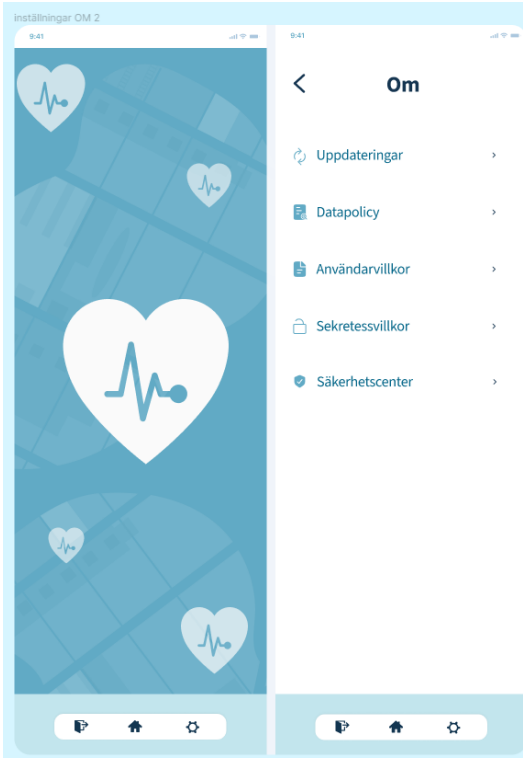 inställningar OM 2
9:41
9:41
Om
Uppdateringar
Datapolicy
Användarvillkor
Sekretessvillkor
Säkerhetscenter